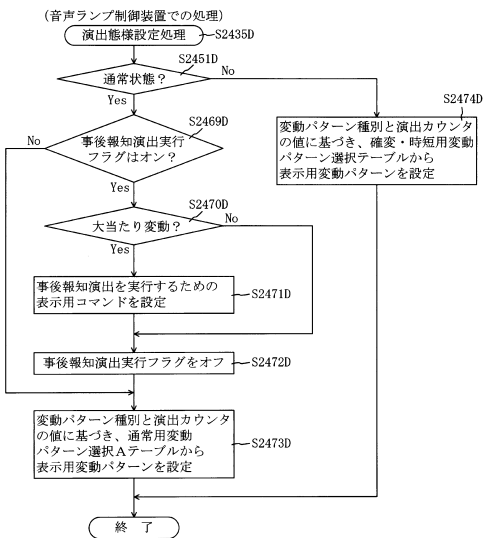 （音声ランプ制御装置での処理）
演出態様設定処理
S2435D
S2451D
通常状態？
No
Yes
S2474D
変動パターン種別と演出カウンタ
の値に基づき、確変・時短用変動
パターン選択テーブルから
表示用変動パターンを設定
S2469D
No
事後報知演出実行
フラグはオン？
Yes
S2470D
大当たり変動？
No
Yes
事後報知演出を実行するための
表示用コマンドを設定
S2471D
事後報知演出実行フラグをオフ
S2472D
変動パターン種別と演出カウンタ
の値に基づき、通常用変動
パターン選択Aテーブルから
表示用変動パターンを設定
S2473D
終 了